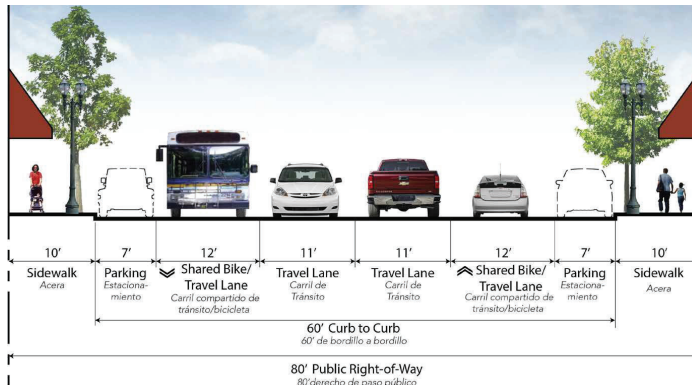 10' 7' 12' 11' 11' 12' 7' 10'
Sidewalk
Acera
Parking
Estaciona-
miento
Shared Bike/
Travel Lane
Carril compartido de
tránsito/bicicleta
Travel Lane
Carril de
Tránsito
Travel Lane
Carril de
Tránsito
Shared Bike/
Travel Lane
Carril compartido de
tránsito/bicicleta
Parking
Estaciona-
miento
Sidewalk
Acera
60' Curb to Curb
60' de bordillo a bordillo
80' Public Right-of-Way
80'derecho de paso público